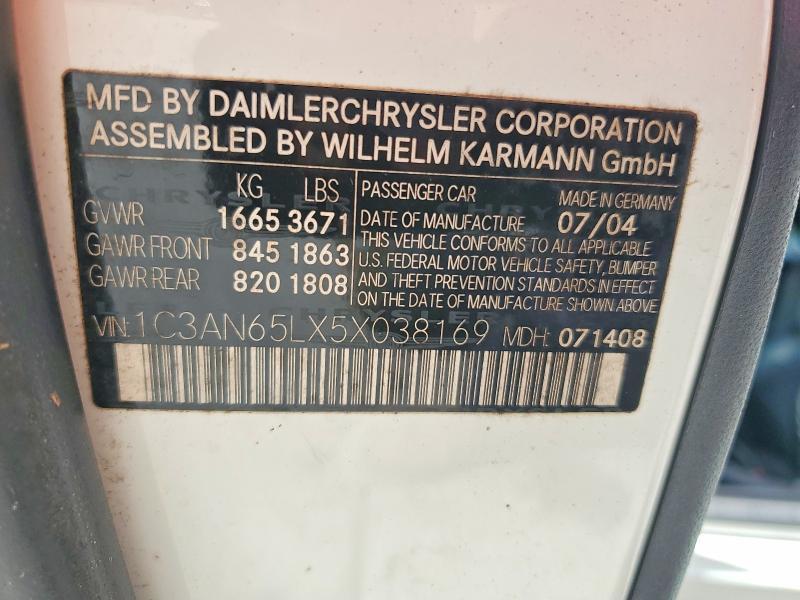 MFD BY DAIMLERCHRYSLER CORPORATION
ASSEMBLED BY WILHELM KARMANN GmbH
KG LBS
GVWR 1665 3671
GAWR FRONT 845 1863
GAWR REAR 820 1808
PASSENGER CAR MADE IN GERMANY
DATE OF MANUFACTURE 07/04
THIS VEHICLE CONFORMS TO ALL APPLICABLE
U.S. FEDERAL MOTOR VEHICLE SAFETY, BUMPER
AND THEFT PREVENTION STANDARDS IN EFFECT
ON THE DATE OF MANUFACTURE SHOWN ABOVE.
VIN: 1C3AN65LX5X038169 MDH: 071408